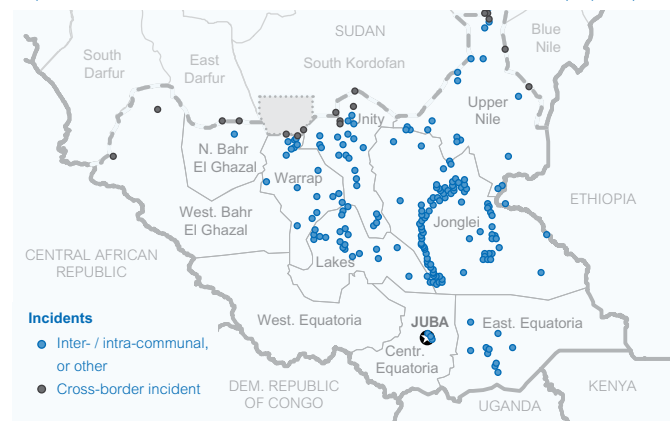 SUDAN
Blue
Nile
South
Darfur
East
Darfur
South Kordofan
Upper
Nile
Unity
N. Bahr
El Ghazal
Warrap
ETHIOPIA
West. Bahr
El Ghazal
Jonglei
CENTRAL AFRICAN
REPUBLIC
Lakes
Incidents
Inter- / intra-communal,
or other
Cross-border incident
West. Equatoria
JUBA
East. Equatoria
Centr.
Equatoria
DEM. REPUBLIC
OF CONGO
UGANDA
KENYA